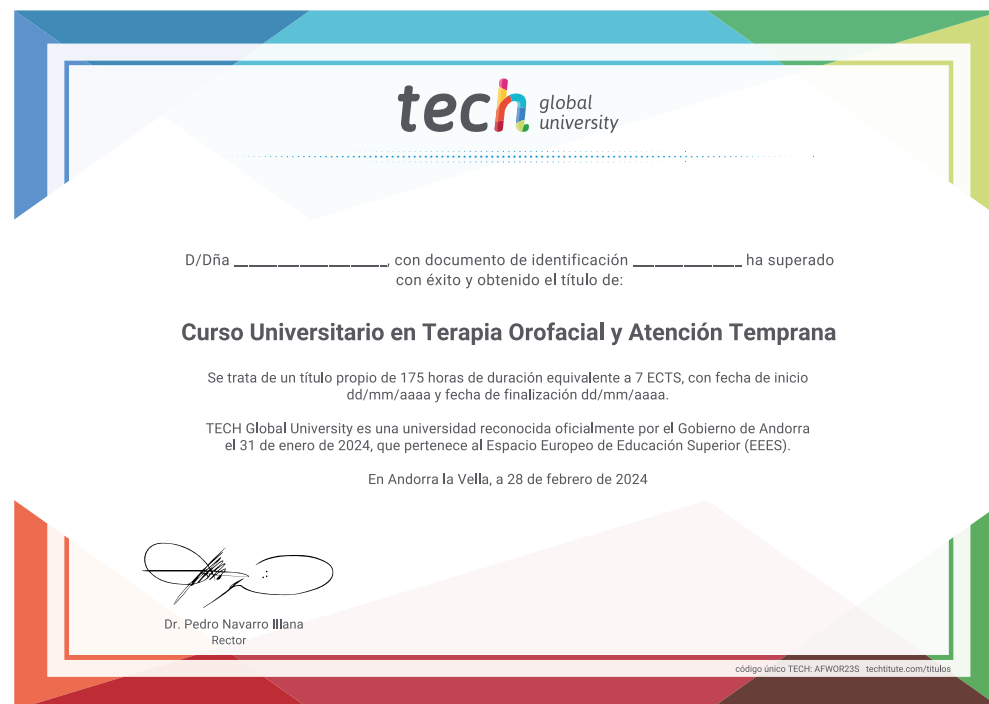 tech global university
D/Dña ______________________, con documento de identificación _______________ ha superado
con éxito y obtenido el título de:
Curso Universitario en Terapia Orofacial y Atención Temprana
Se trata de un título propio de 175 horas de duración equivalente a 7 ECTS, con fecha de inicio
dd/mm/aaaa y fecha de finalización dd/mm/aaaa.
TECH Global University es una universidad reconocida oficialmente por el Gobierno de Andorra
el 31 de enero de 2024, que pertenece al Espacio Europeo de Educación Superior (EEES).
En Andorra la Vella, a 28 de febrero de 2024
Dr. Pedro Navarro Illana
Rector
código único TECH: AFWOR23S techtitute.com/titulos